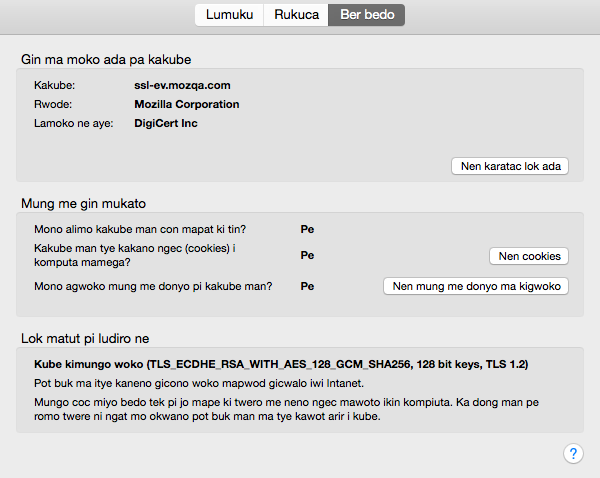 Lumuku Rukuca Ber bedo
Gin ma moko ada pa kakube
Kakube: ssl-ev.mozqa.com
Rwode: Mozilla Corporation
Lamoko ne aye: DigiCert Inc
Nen karatac lok ada
Mung me gin mukato
Mono alimo kakube man con mapat ki tin? Pe
Kakube man tye kakano ngec (cookies) i
komputa mamega? Pe Nen cookies
Mono agwoko mung me donyo pi kakube man? Pe Nen mung me donyo ma kigwoko
Lok matut pi ludiro ne
Kube kimungo woko (TLS_ECDHE_RSA_WITH_AES_128_GCM_SHA256, 128 bit keys, TLS 1.2)
Pot buk ma itye kaneno gicono woko mapwod gicwalo iwi Intanet.
Mungo coc miyo bedo tek pi jo mape ki twero me neno ngec mawoto ikin kompiuta. Ka dong man pe
romo twere ni ngat mo okwano pot buk man ma tye kawot arir i kube.
?